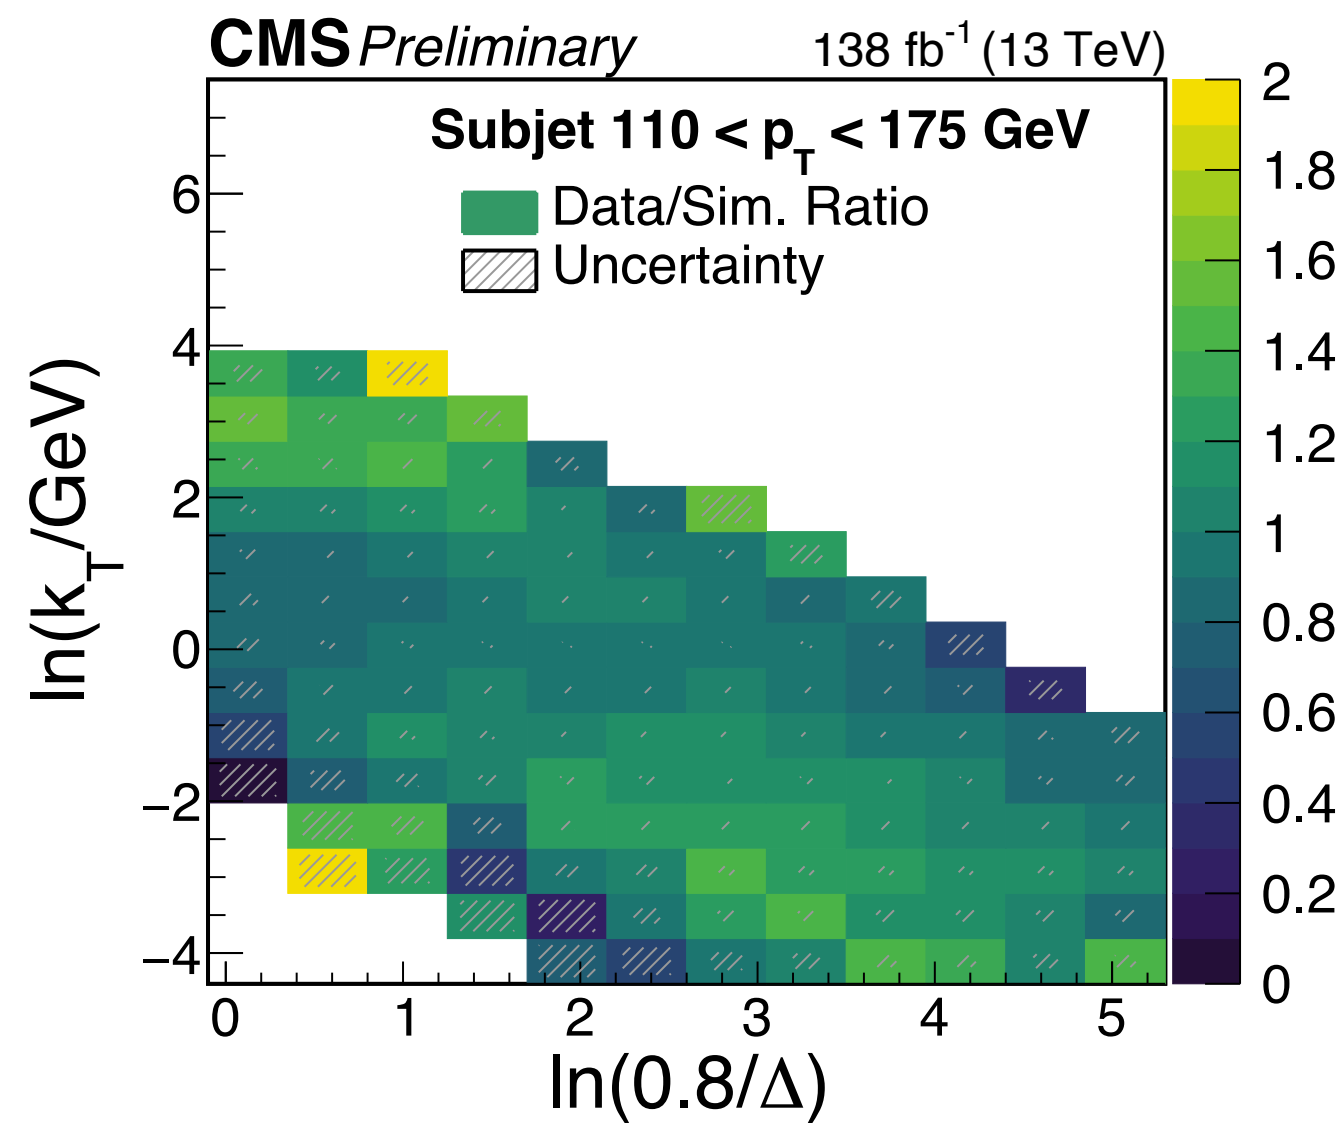 CMS Preliminary 138 fb⁻¹ (13 TeV)
Subjet 110 < p_T < 175 GeV
Data/Sim. Ratio
Uncertainty
ln(k_T/GeV)
6
4
2
0
−2
−4
0 1 2 3 4 5
ln(0.8/Δ)
2
1.8
1.6
1.4
1.2
1
0.8
0.6
0.4
0.2
0